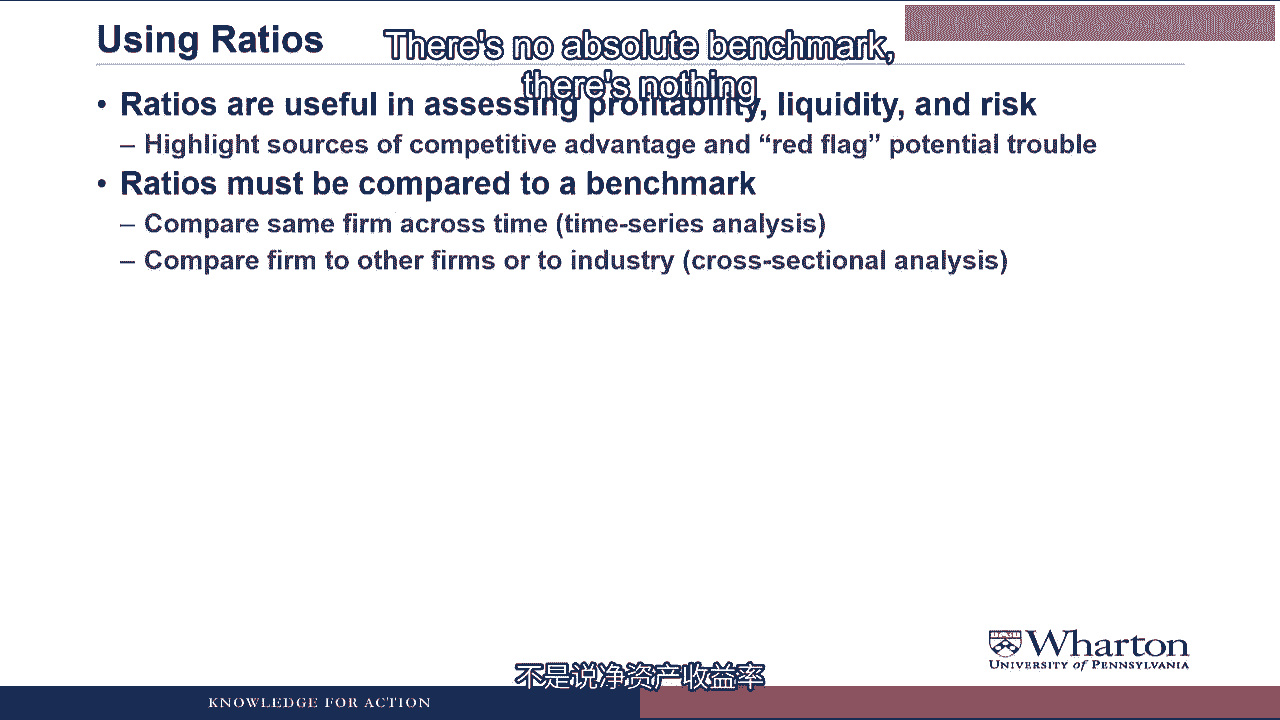 Using Ratios
There's no absolute benchmark,
there's nothing
• Ratios are useful in assessing profitability, liquidity, and risk
– Highlight sources of competitive advantage and “red flag” potential trouble
• Ratios must be compared to a benchmark
– Compare same firm across time (time-series analysis)
– Compare firm to other firms or to industry (cross-sectional analysis)
Wharton
UNIVERSITY of PENNSYLVANIA
不是说净资产收益率
KNOWLEDGE FOR ACTION